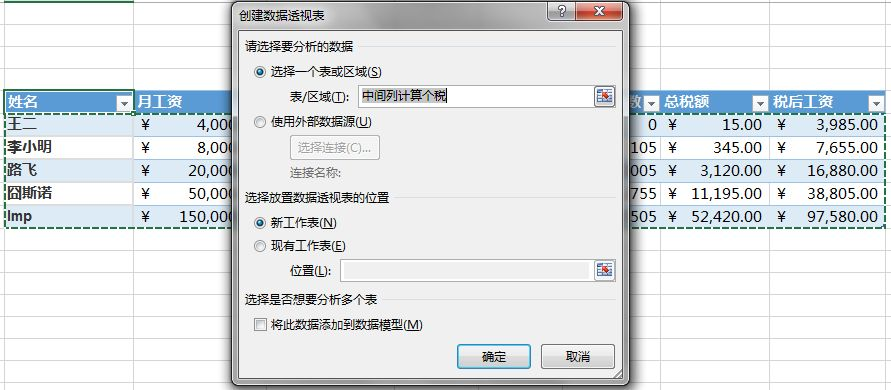 创建数据透视表
请选择要分析的数据
选择一个表或区域(S)
表/区域(T): 中间列计算个税
使用外部数据源(U)
选择连接(C)...
连接名称:
选择放置数据透视表的位置
新工作表(N)
现有工作表(E)
位置(L):
选择是否想要分析多个表
将此数据添加到数据模型(M)
确定 取消
姓名 月工资 数 总税额 税后工资
王二 ¥ 4,000 0 ¥ 15.00 ¥ 3,985.00
李小明 ¥ 8,000 105 ¥ 345.00 ¥ 7,655.00
路飞 ¥ 20,000 005 ¥ 3,120.00 ¥ 16,880.00
囧斯诺 ¥ 50,000 755 ¥ 11,195.00 ¥ 38,805.00
lmp ¥ 150,000 505 ¥ 52,420.00 ¥ 97,580.00